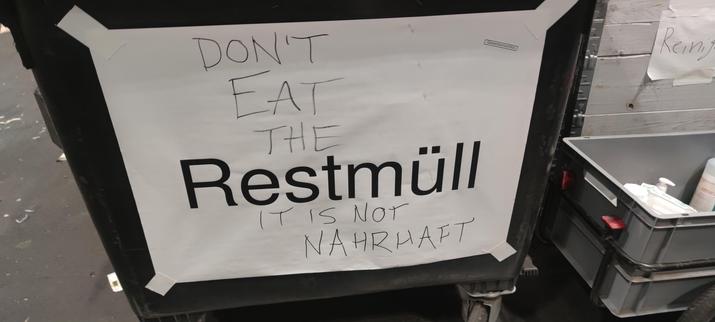 DON'T
EAT
THE
Restmüll
IT IS NOT
NAHRHAFT